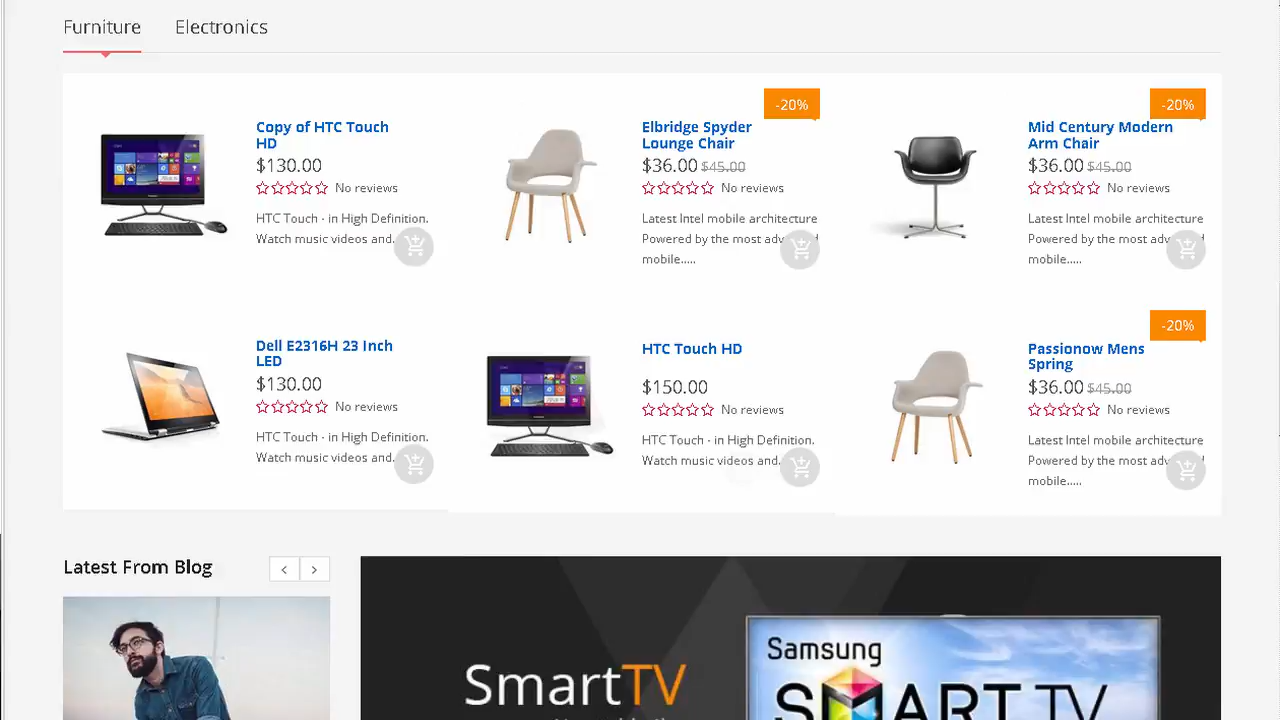 Furniture
Electronics
Copy of HTC Touch
HD
$130.00
No reviews
HTC Touch - in High Definition.
Watch music videos and.
-20%
Elbridge Spyder
Lounge Chair
$36.00 $45.00
No reviews
Latest Intel mobile architecture
Powered by the most
mobile.....
-20%
Mid Century Modern
Arm Chair
$36.00 $45.00
No reviews
Latest Intel mobile architecture
Powered by the most
mobile.....
Dell E2316H 23 Inch
LED
$130.00
No reviews
HTC Touch - in High Definition.
Watch music videos and.
HTC Touch HD
$150.00
No reviews
HTC Touch - in High Definition.
Watch music videos and.
-20%
Passionow Mens
Spring
$36.00 $45.00
No reviews
Latest Intel mobile architecture
Powered by the most
mobile.....
Latest From Blog
SmartTV
Samsung
SMART TV